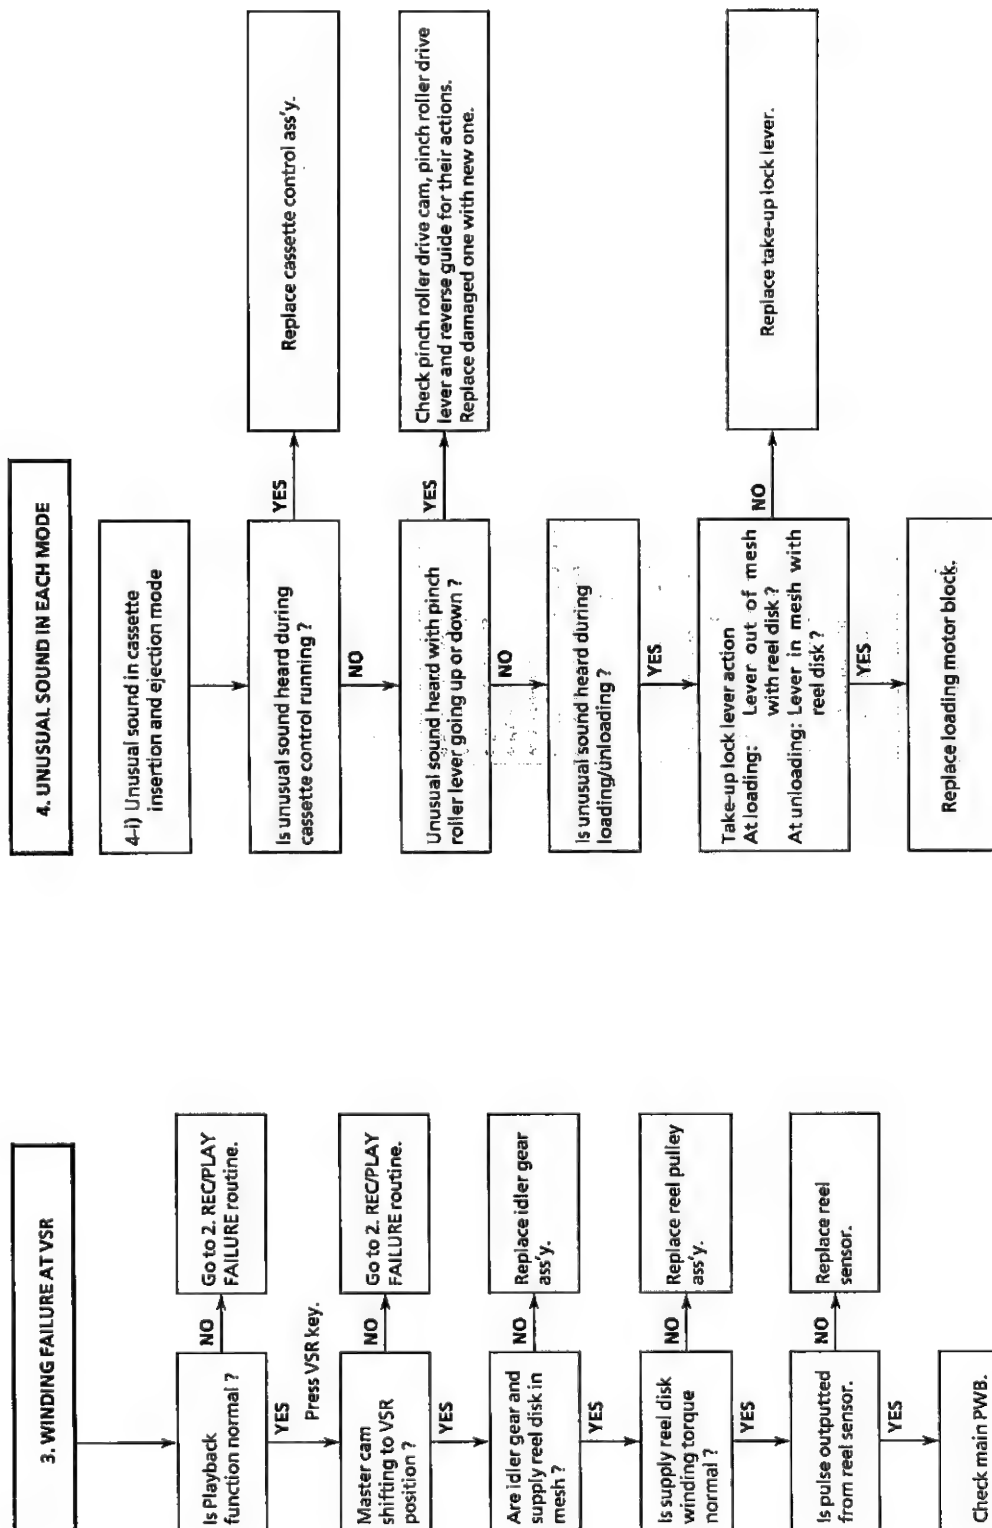 3. WINDING FAILURE AT VSR
Is Playback
function normal ?
NO
Go to 2. REC/PLAY
FAILURE routine.
YES
Press VSR key.
Master cam
shifting to VSR
position ?
NO
Go to 2. REC/PLAY
FAILURE routine.
YES
Are idler gear and
supply reel disk in
mesh ?
NO
Replace idler gear
ass'y.
YES
Is supply reel disk
winding torque
normal ?
NO
Replace reel pulley
ass'y.
YES
Is pulse outputted
from reel sensor.
NO
Replace reel
sensor.
YES
Check main PWB.
4. UNUSUAL SOUND IN EACH MODE
4-i) Unusual sound in cassette
insertion and ejection mode
Is unusual sound heard during
cassette control running ?
YES
Replace cassette control ass'y.
NO
Unusual sound heard with pinch
roller lever going up or down ?
YES
Check pinch roller drive cam, pinch roller drive
lever and reverse guide for their actions.
Replace damaged one with new one.
NO
Is unusual sound heard during
loading/unloading ?
YES
Take-up lock lever action
At loading: Lever out of mesh
with reel disk ?
At unloading: Lever in mesh with
reel disk ?
NO
Replace take-up lock lever.
YES
Replace loading motor block.